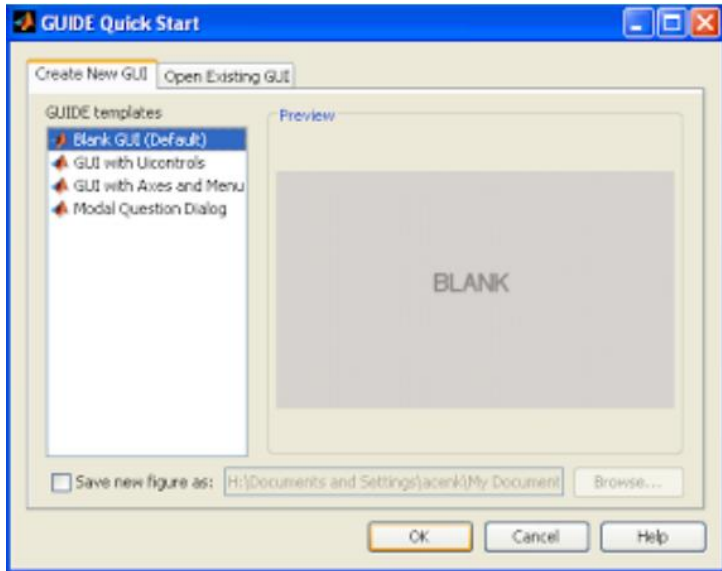 GUIDE Quick Start
Create New GUI
Open Existing GUI
GUIDE templates
Blank GUI (Default)
GUI with Uicontrols
GUI with Axes and Menu
Modal Question Dialog
Preview
BLANK
Save new figure as:
H:\Documents and Settings\acenk\My Document
Browse...
OK
Cancel
Help